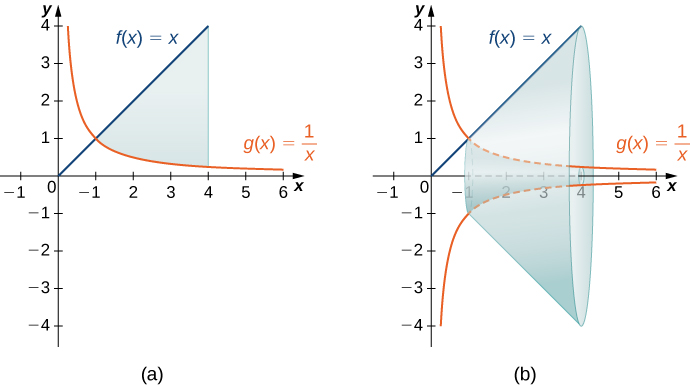 y
4
f(x) = x
3
2
1
g(x) = 1/x
−1 0 1 2 3 4 5 6 x
−1
−2
−3
−4
(a)
y
4
f(x) = x
3
2
1
g(x) = 1/x
−1 0 1 2 3 4 5 6 x
−1
−2
−3
−4
(b)